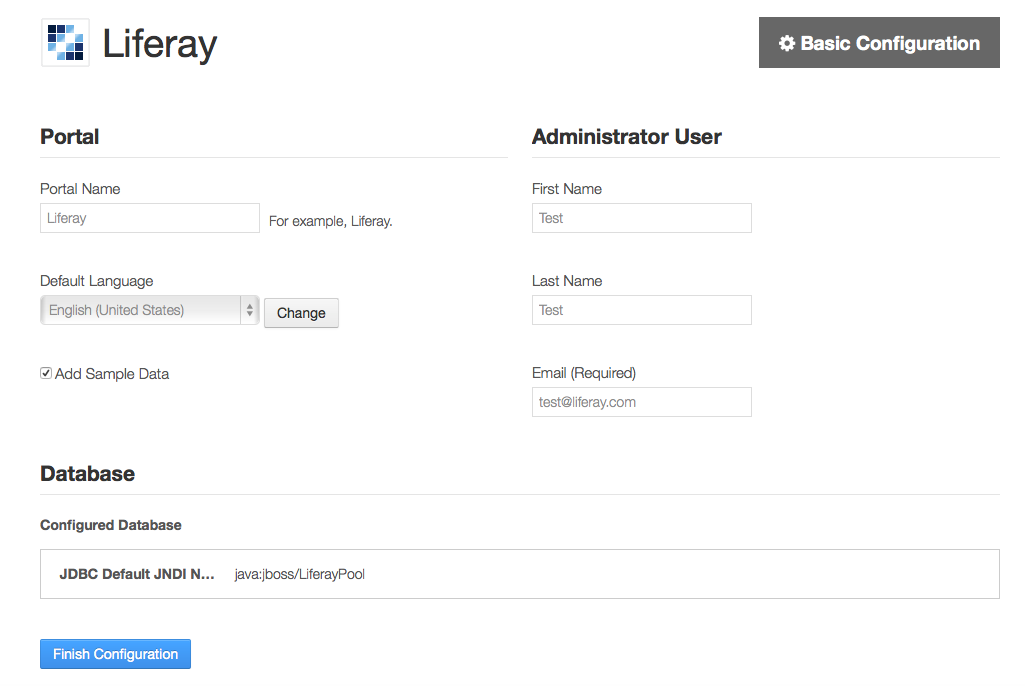 Liferay
Basic Configuration
Portal
Portal Name
Liferay
For example, Liferay.
Default Language
English (United States)
Change
Add Sample Data
Administrator User
First Name
Test
Last Name
Test
Email (Required)
test@liferay.com
Database
Configured Database
JDBC Default JNDI N... java:jboss/LiferayPool
Finish Configuration